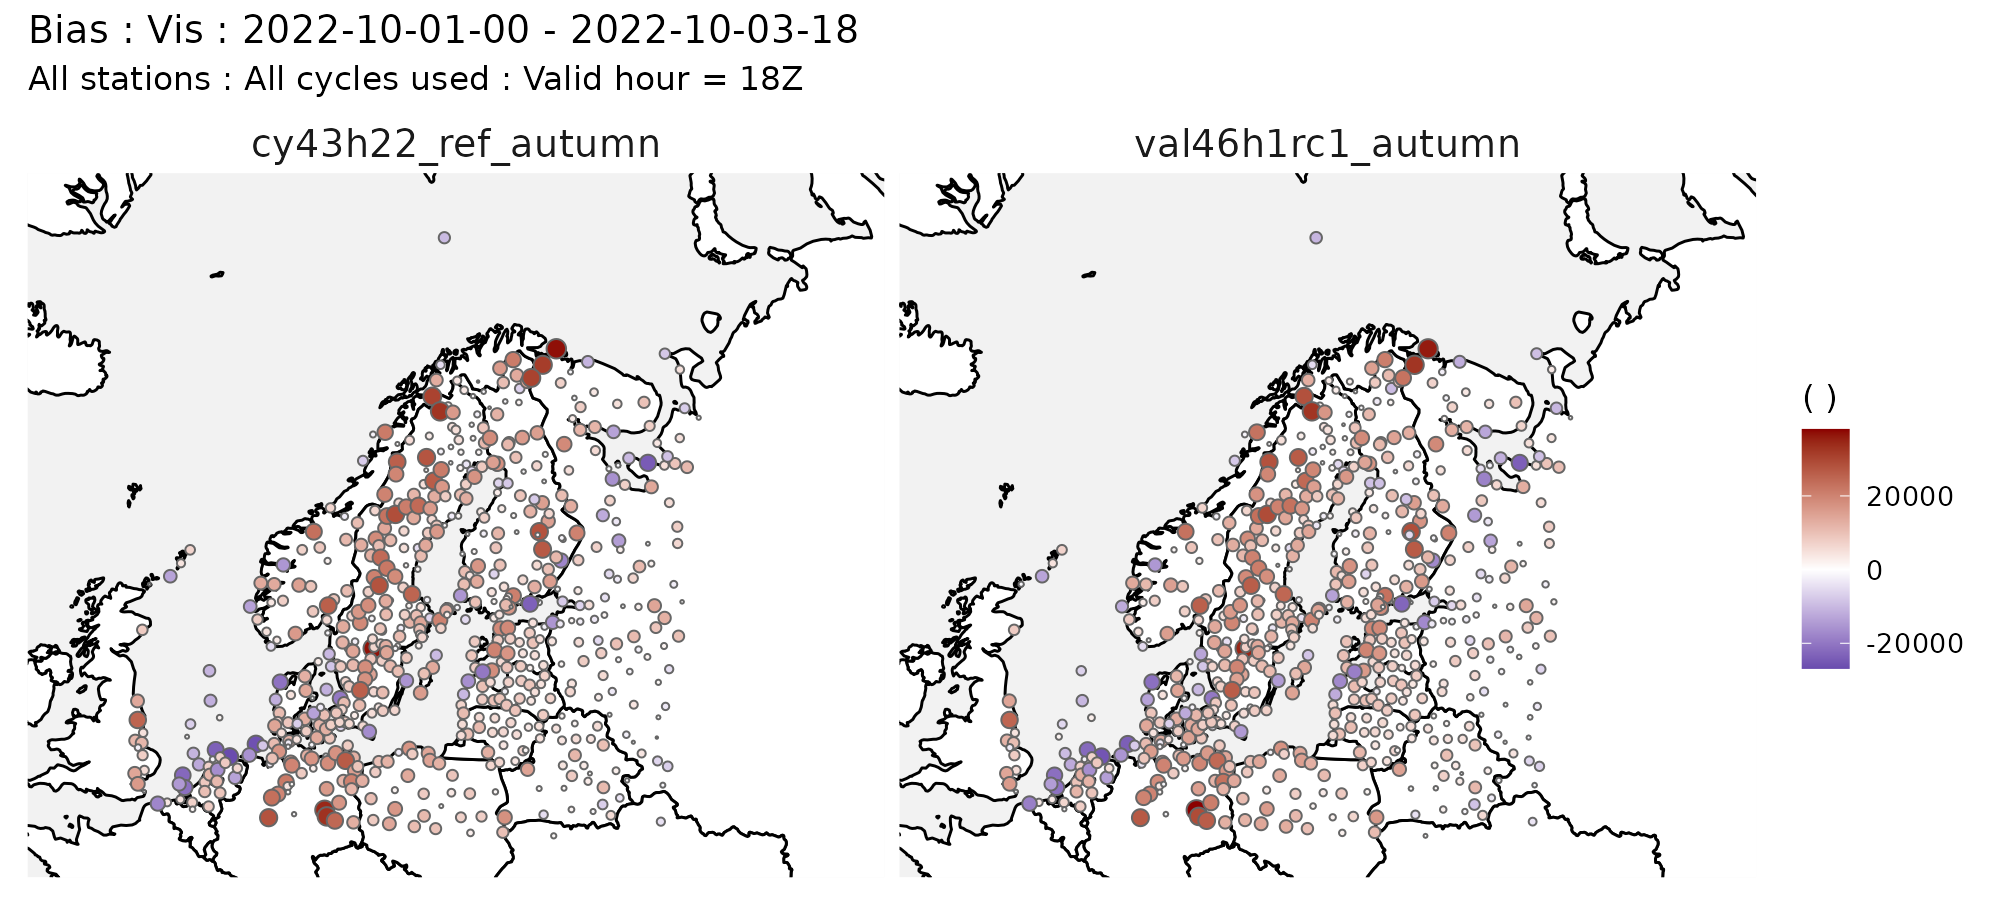 Bias : Vis : 2022-10-01-00 - 2022-10-03-18
All stations : All cycles used : Valid hour = 18Z
cy43h22_ref_autumn
val46h1rc1_autumn
( )
20000
0
-20000